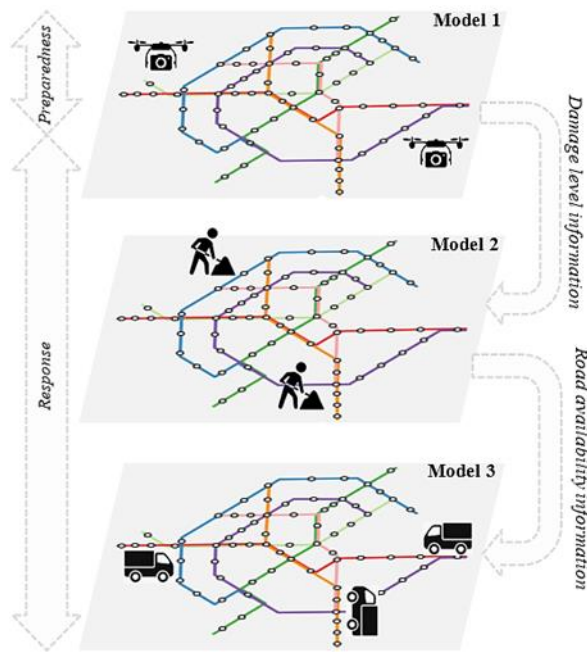 Model 1
Preparedness
Damage level information
Model 2
Response
Road availability information
Model 3